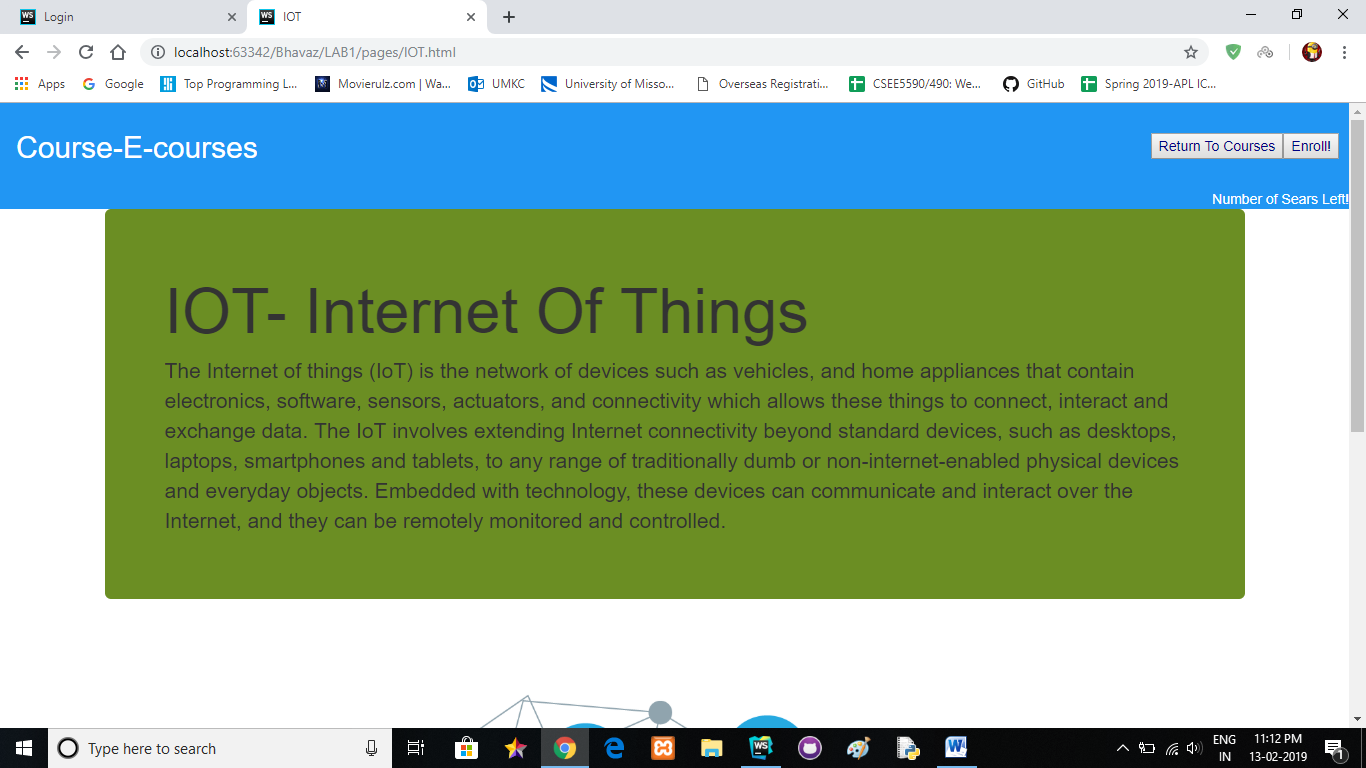 Login
IOT
localhost:63342/Bhavaz/LAB1/pages/IOT.html
Apps
Google
Top Programming L...
Movierulz.com | Wa...
UMKC
University of Misso...
Overseas Registrati...
CSEE5590/490: We...
GitHub
Spring 2019-APL IC...
Course-E-courses
Return To Courses
Enroll!
Number of Sears Left!
IOT- Internet Of Things
The Internet of things (IoT) is the network of devices such as vehicles, and home appliances that contain
electronics, software, sensors, actuators, and connectivity which allows these things to connect, interact and
exchange data. The IoT involves extending Internet connectivity beyond standard devices, such as desktops,
laptops, smartphones and tablets, to any range of traditionally dumb or non-internet-enabled physical devices
and everyday objects. Embedded with technology, these devices can communicate and interact over the
Internet, and they can be remotely monitored and controlled.
Type here to search
ENG
IN
11:12 PM
13-02-2019
1